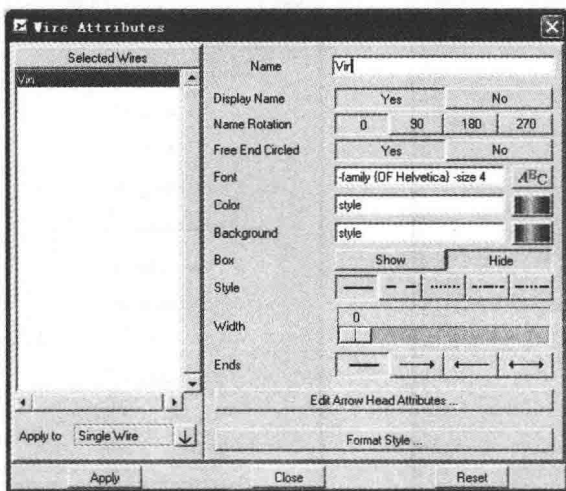 Wire Attributes
Selected Wires
Vin
Name
Vin
Display Name
Yes
No
Name Rotation
0
90
180
270
Free End Circled
Yes
No
Font
-family {OF Helvetica} -size 4
ABC
Color
style
Background
style
Box
Show
Hide
Style
Width
0
Ends
Edit Arrow Head Attributes ...
Apply to
Single Wire
Format Style ...
Apply
Close
Reset